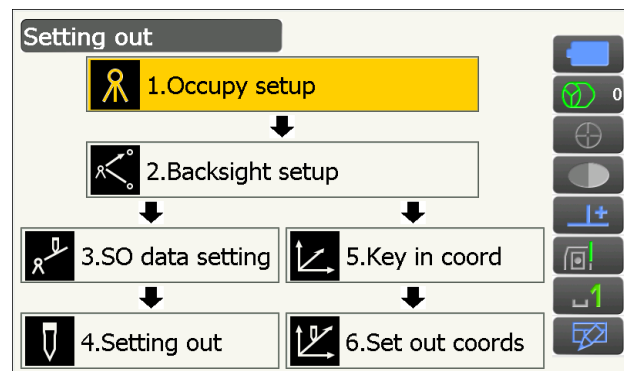 Setting out
1.Occupy setup
0
2.Backsight setup
3.SO data setting
5.Key in coord
1
4.Setting out
6.Set out coords